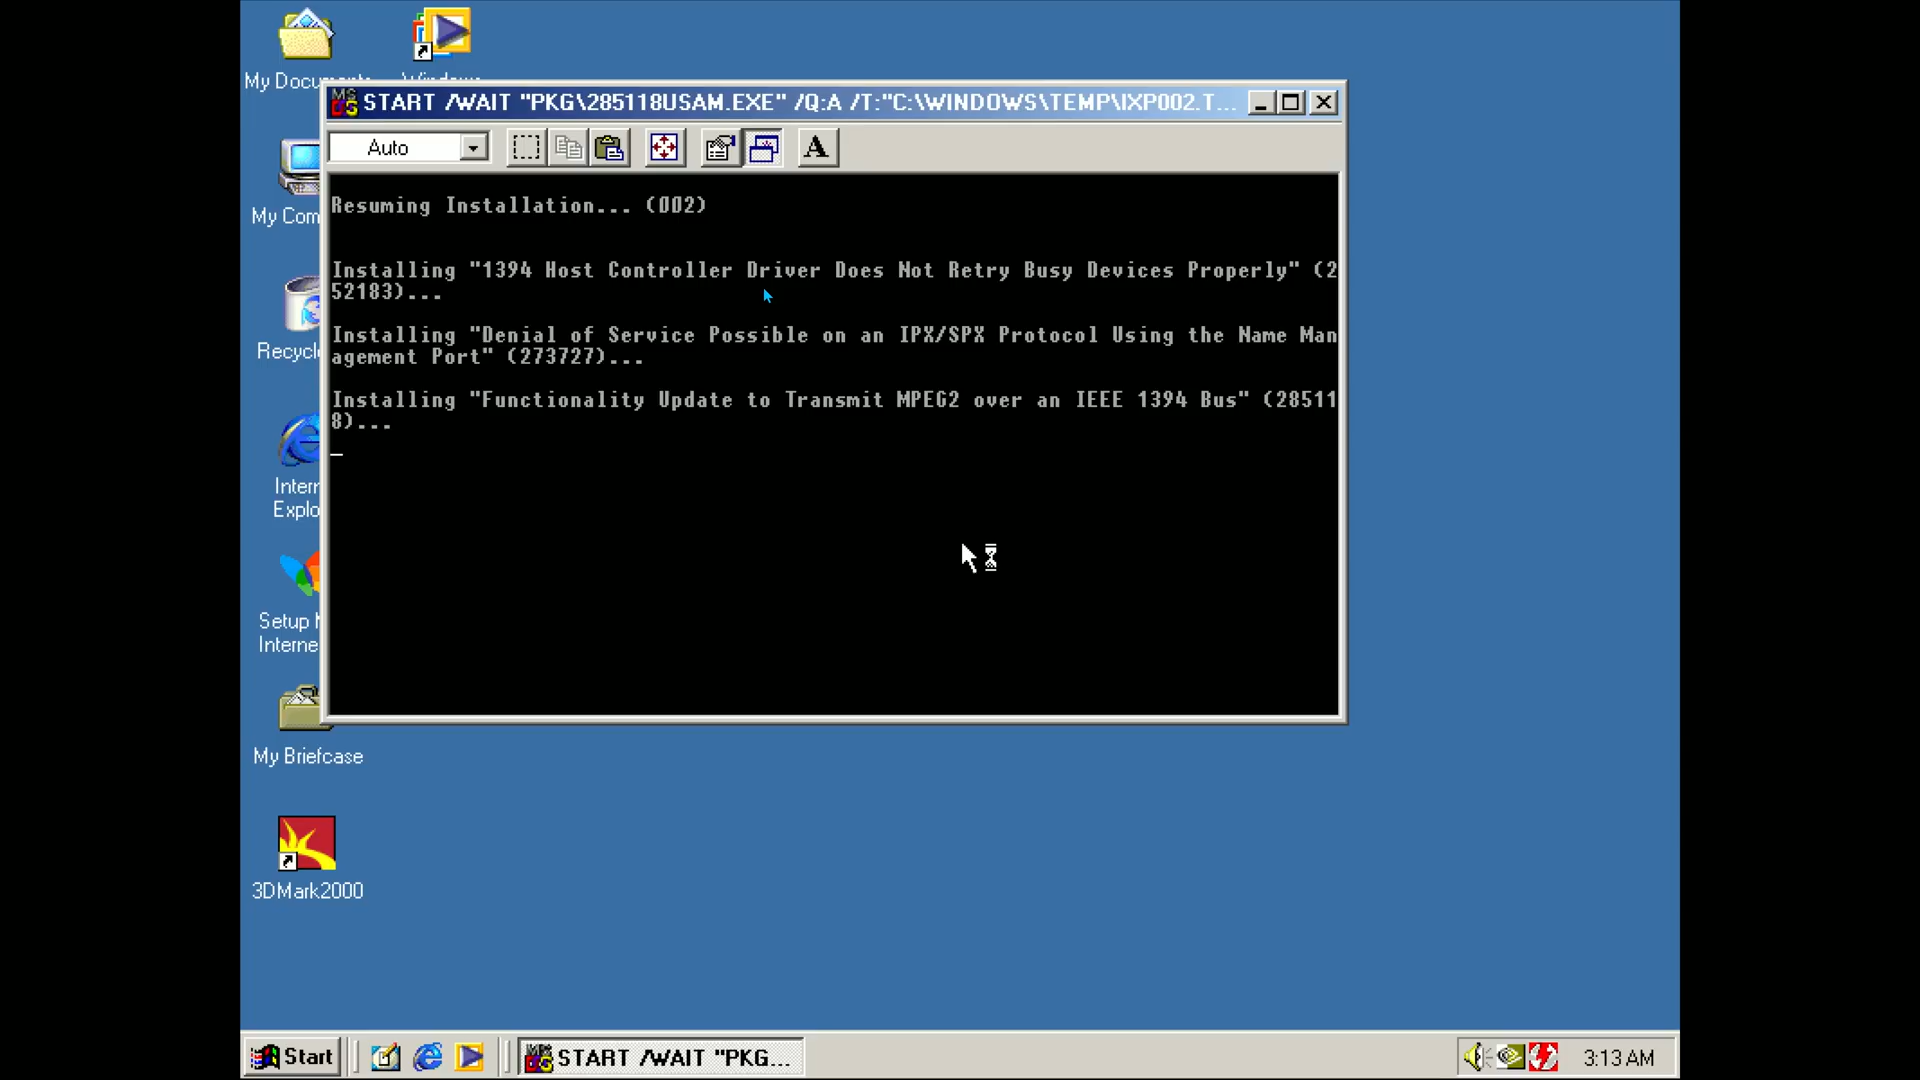 My Documents
Windows
START /WAIT "PKG\285118USAM.EXE" /Q:A /T:"C:\WINDOWS\TEMP\IXP002.T...
Auto
A
Resuming Installation... (002)
Installing "1394 Host Controller Driver Does Not Retry Busy Devices Properly" (2
52183)...
Installing "Denial of Service Possible on an IPX/SPX Protocol Using the Name Man
agement Port" (273727)...
Installing "Functionality Update to Transmit MPEG2 over an IEEE 1394 Bus" (28511
8)...
_
My Com
Recycle
Intern
Explo
Setup
Interne
My Briefcase
3DMark2000
Start
START /WAIT "PKG...
3:13 AM